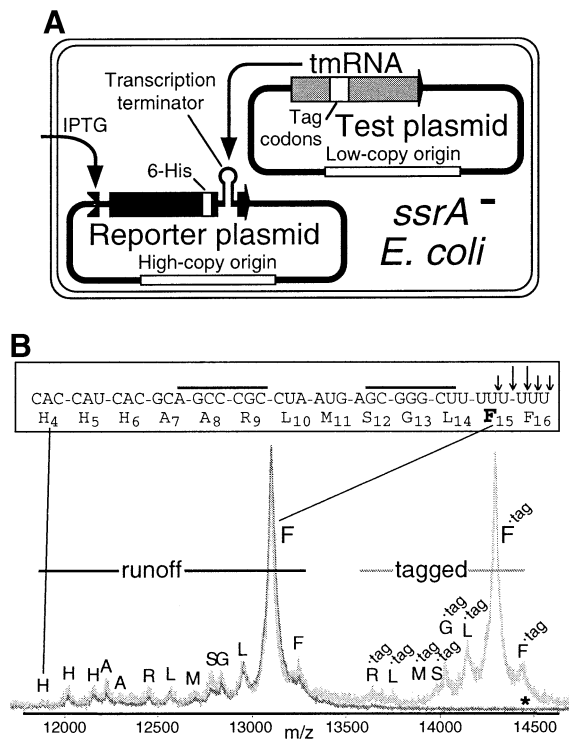 A
Transcription
terminator
tmRNA
IPTG
Tag
codons
Test plasmid
Low-copy origin
6-His
Reporter plasmid
High-copy origin
ssrA -
E. coli
B
CAC-CAU-CAC-GCA-GCC-CGC-CUA-AUG-AGC-GGG-CUU-UUU-UUU
H4 H5 H6 A7 A8 R9 L10 M11 S12 G13 L14 F15 F16
F
F·tag
runoff
tagged
H H H A A R L M S G L F
R·tag L·tag M·tag S·tag G·tag L·tag F·tag
*
12000 12500 13000 13500 14000 14500
m/z